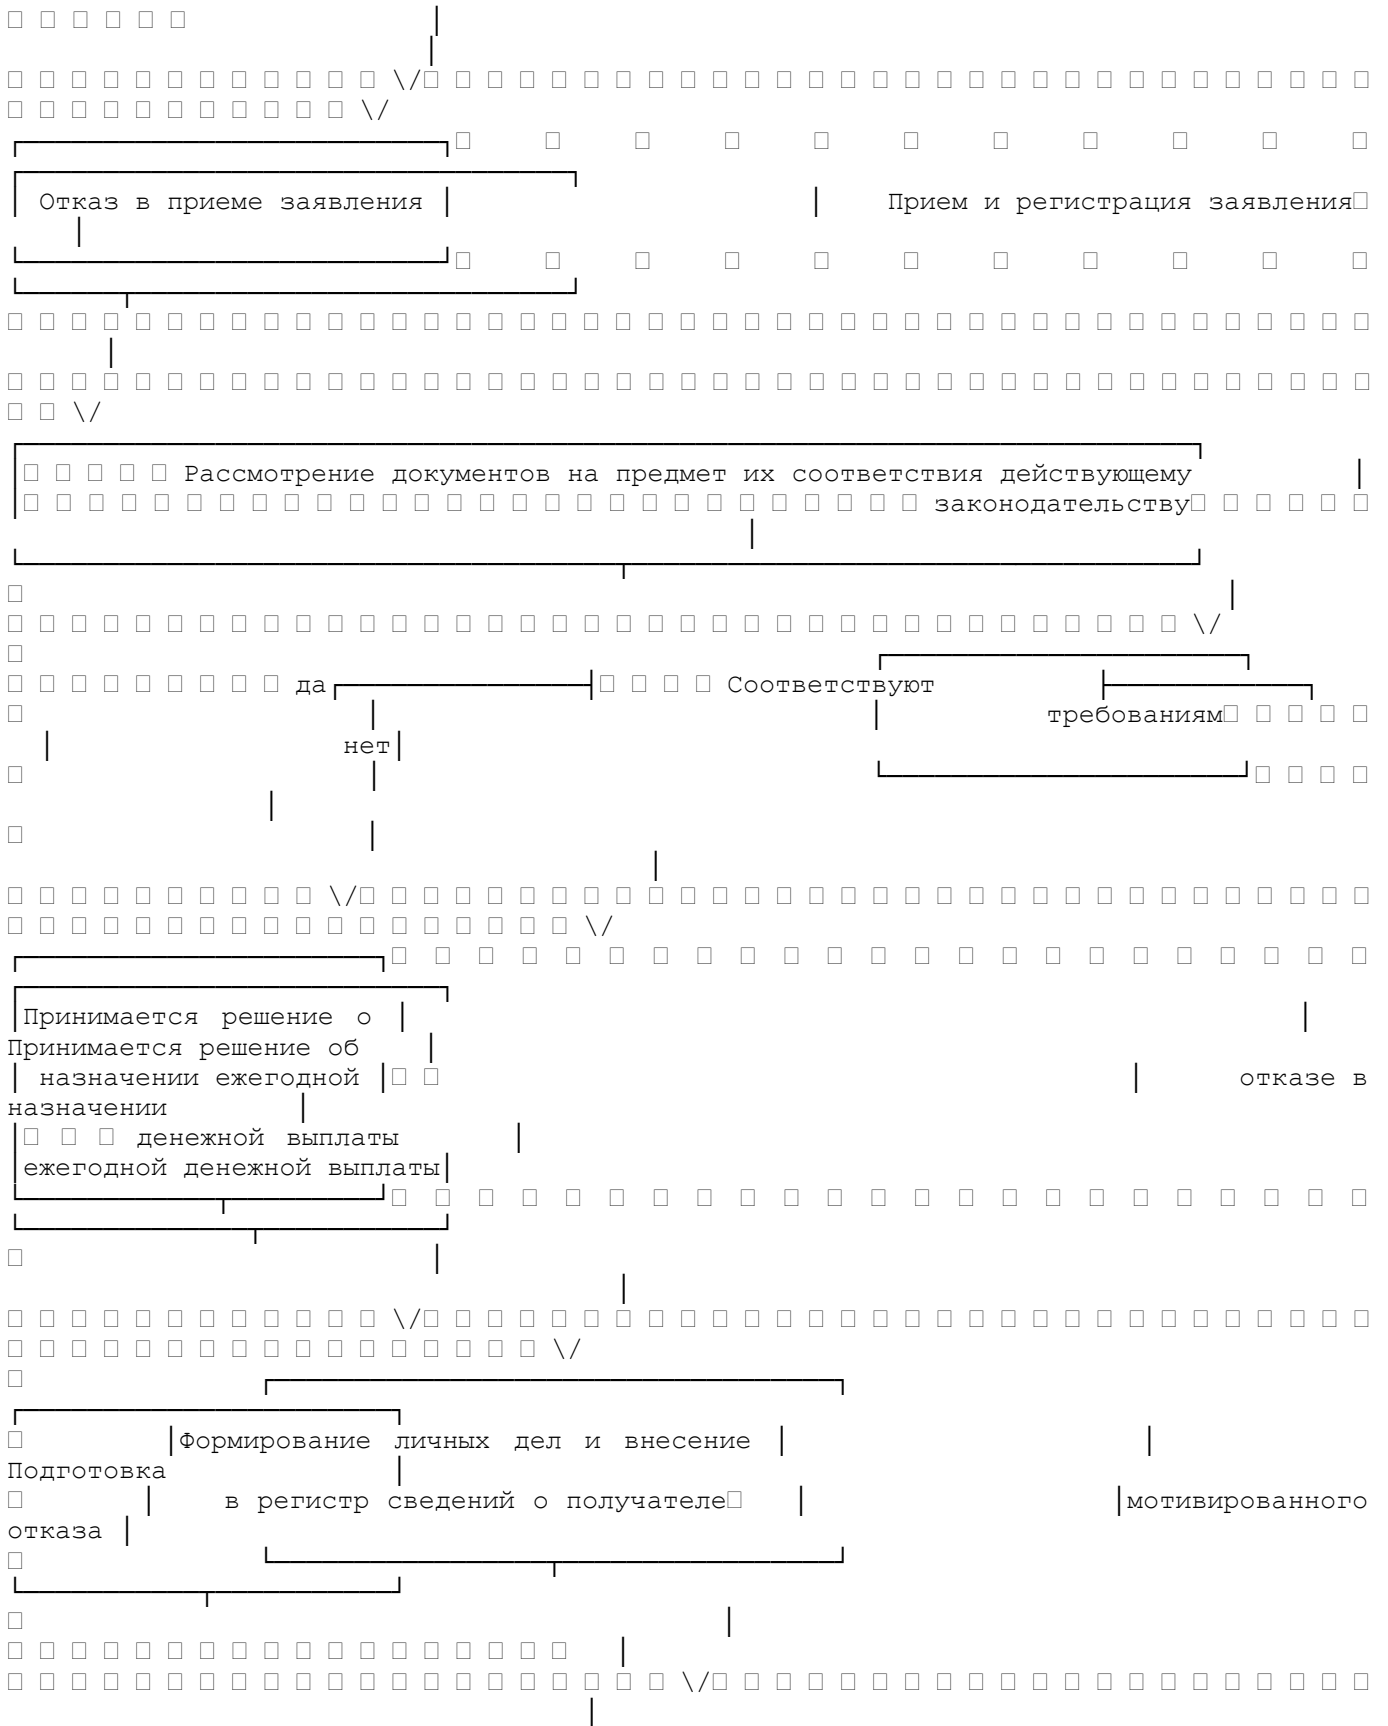 Отказ в приеме заявления Прием и регистрация заявления
Рассмотрение документов на предмет их соответствия действующему
законодательству
да Соответствуют
требованиям
нет
Принимается решение о
Принимается решение об
назначении ежегодной отказе в
назначении
денежной выплаты
ежегодной денежной выплаты
Формирование личных дел и внесение
Подготовка
в регистр сведений о получателе мотивированного
отказа